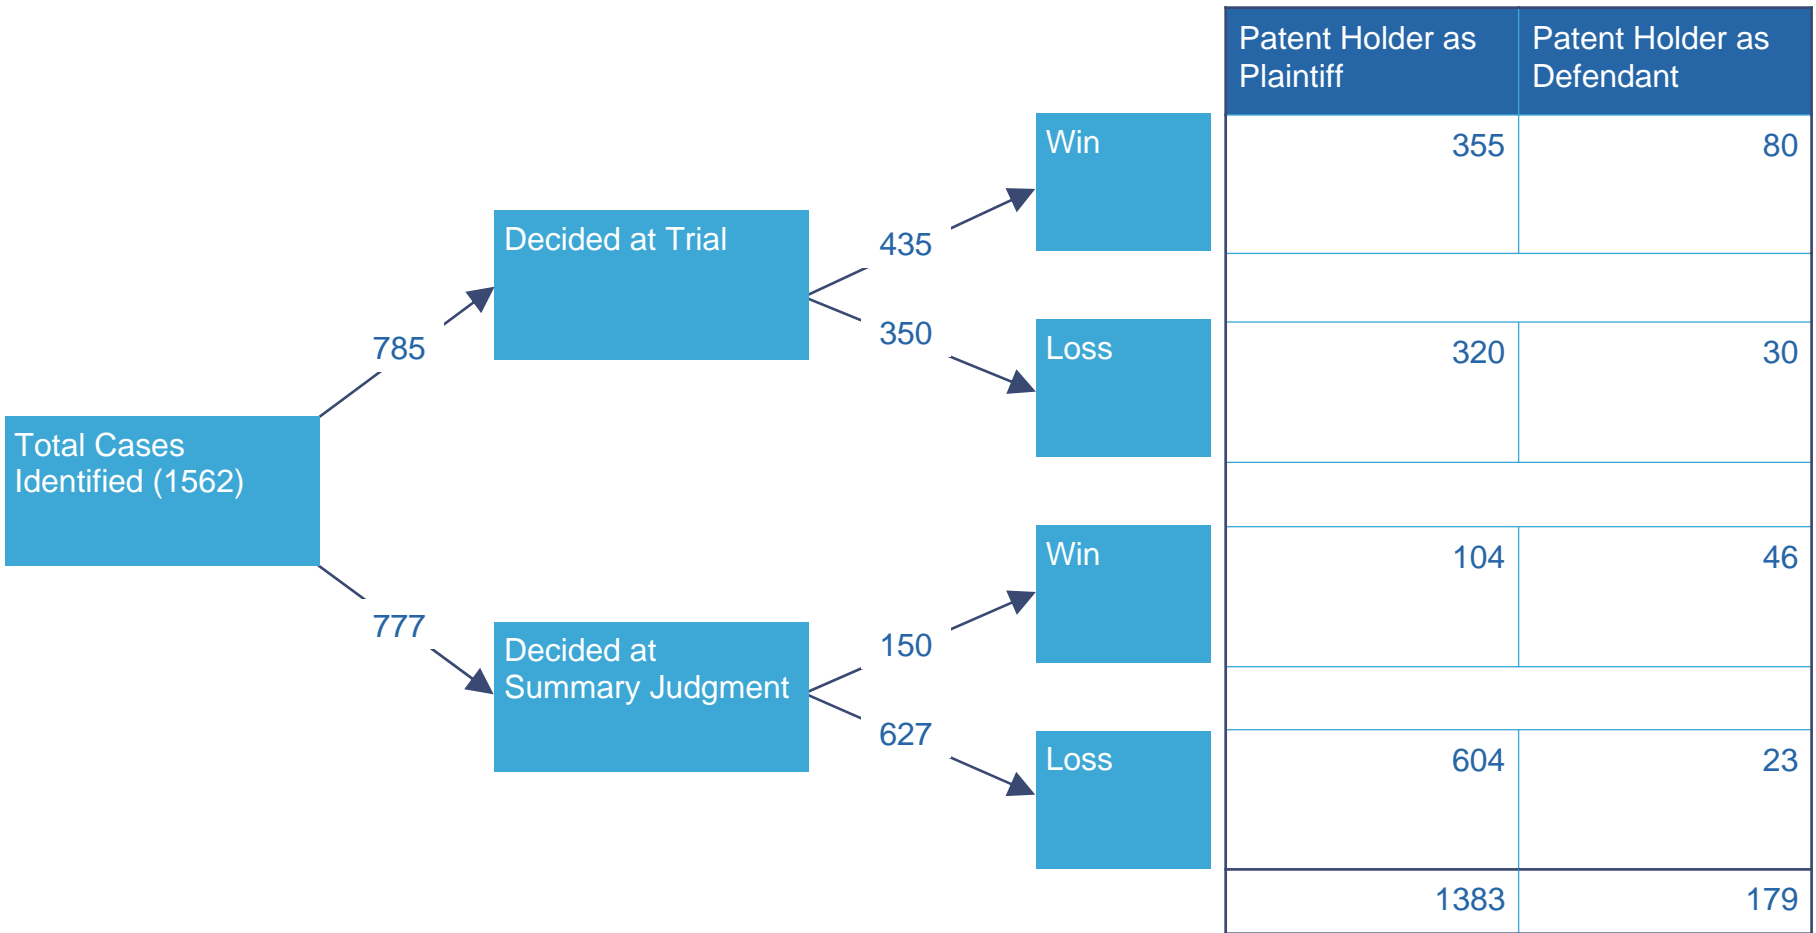 Patent Holder as
Plaintiff
Patent Holder as
Defendant
Win
355
80
Decided at Trial
435
350
785
Loss
320
30
Total Cases
Identified (1562)
Win
104
46
777
Decided at
Summary Judgment
150
627
Loss
604
23
1383
179